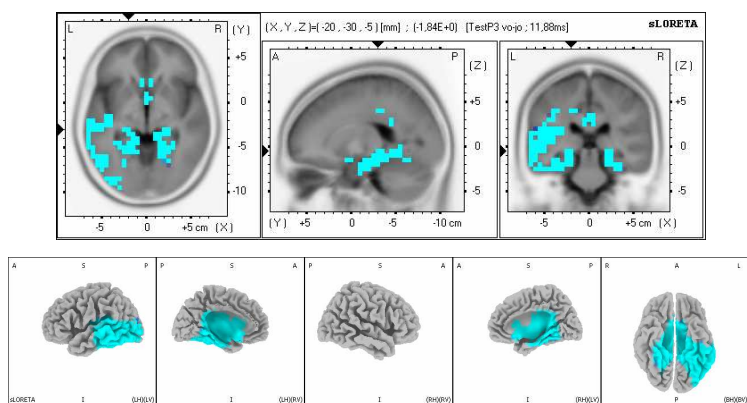 L R (Y)
(X, Y, Z)=( -20, -30, -5 ) [mm] ; (-1,84E+0) [TestP3 vo-jo ; 11,88ms] sLORETA
+5
0
-5
-10
-5 0 +5 cm (X)
A P (Z)
+5
0
-5
(Y) +5 0 -5 -10 cm
L R (Z)
+5
0
-5
-5 0 +5 cm (X)
A S P
sLORETA I (LH)(LV)
P S A
I (LH)(RV)
P S A
I (RH)(RV)
A S P
I (RH)(LV)
R A L
P (BH)(BV)